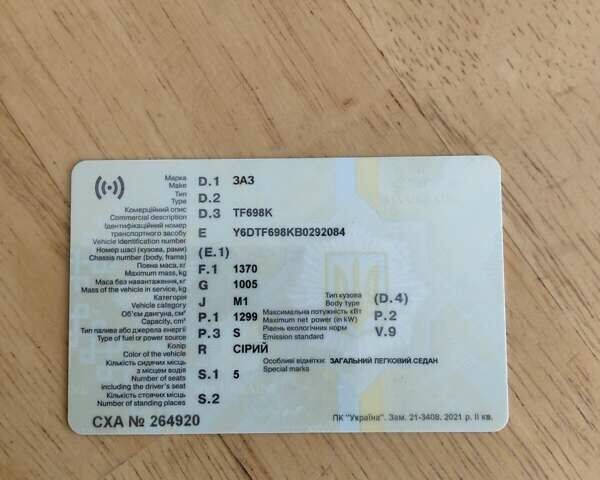 Марка
Make D.1 ЗАЗ
Тип
Type D.2
Комерційний опис
Commercial description D.3 TF698K
Ідентифікаційний номер
транспортного засобу E Y6DTF698KB0292084
Vehicle identification number
Номер шасі (кузова, рами) (E.1)
Chassis number (body, frame)
Повна маса, кг
Maximum mass, kg F.1 1370
Маса без навантаження, кг
Mass of the vehicle in service, kg G 1005
Категорія
Vehicle category J M1 Тип кузова
Body type (D.4)
Об'єм двигуна, см³
Capacity, cm³ P.1 1299 Максимальна потужність кВт
Maximum net power (in kW) P.2
Тип палива або джерела енергії
Type of fuel or power source P.3 S Рівень екологічних норм
Emission standard V.9
Колір
Color of the vehicle R СІРИЙ
Особливі відмітки ЗАГАЛЬНИЙ ЛЕГКОВИЙ СЕДАН
Special marks
Кількість сидячих місць
з місцем водія
Number of seats S.1 5
including the driver's seat
Кількість стоячих місць
Number of standing places S.2
СХА № 264920
ПК "Україна". Зам. 21-3408. 2021 р. II кв.